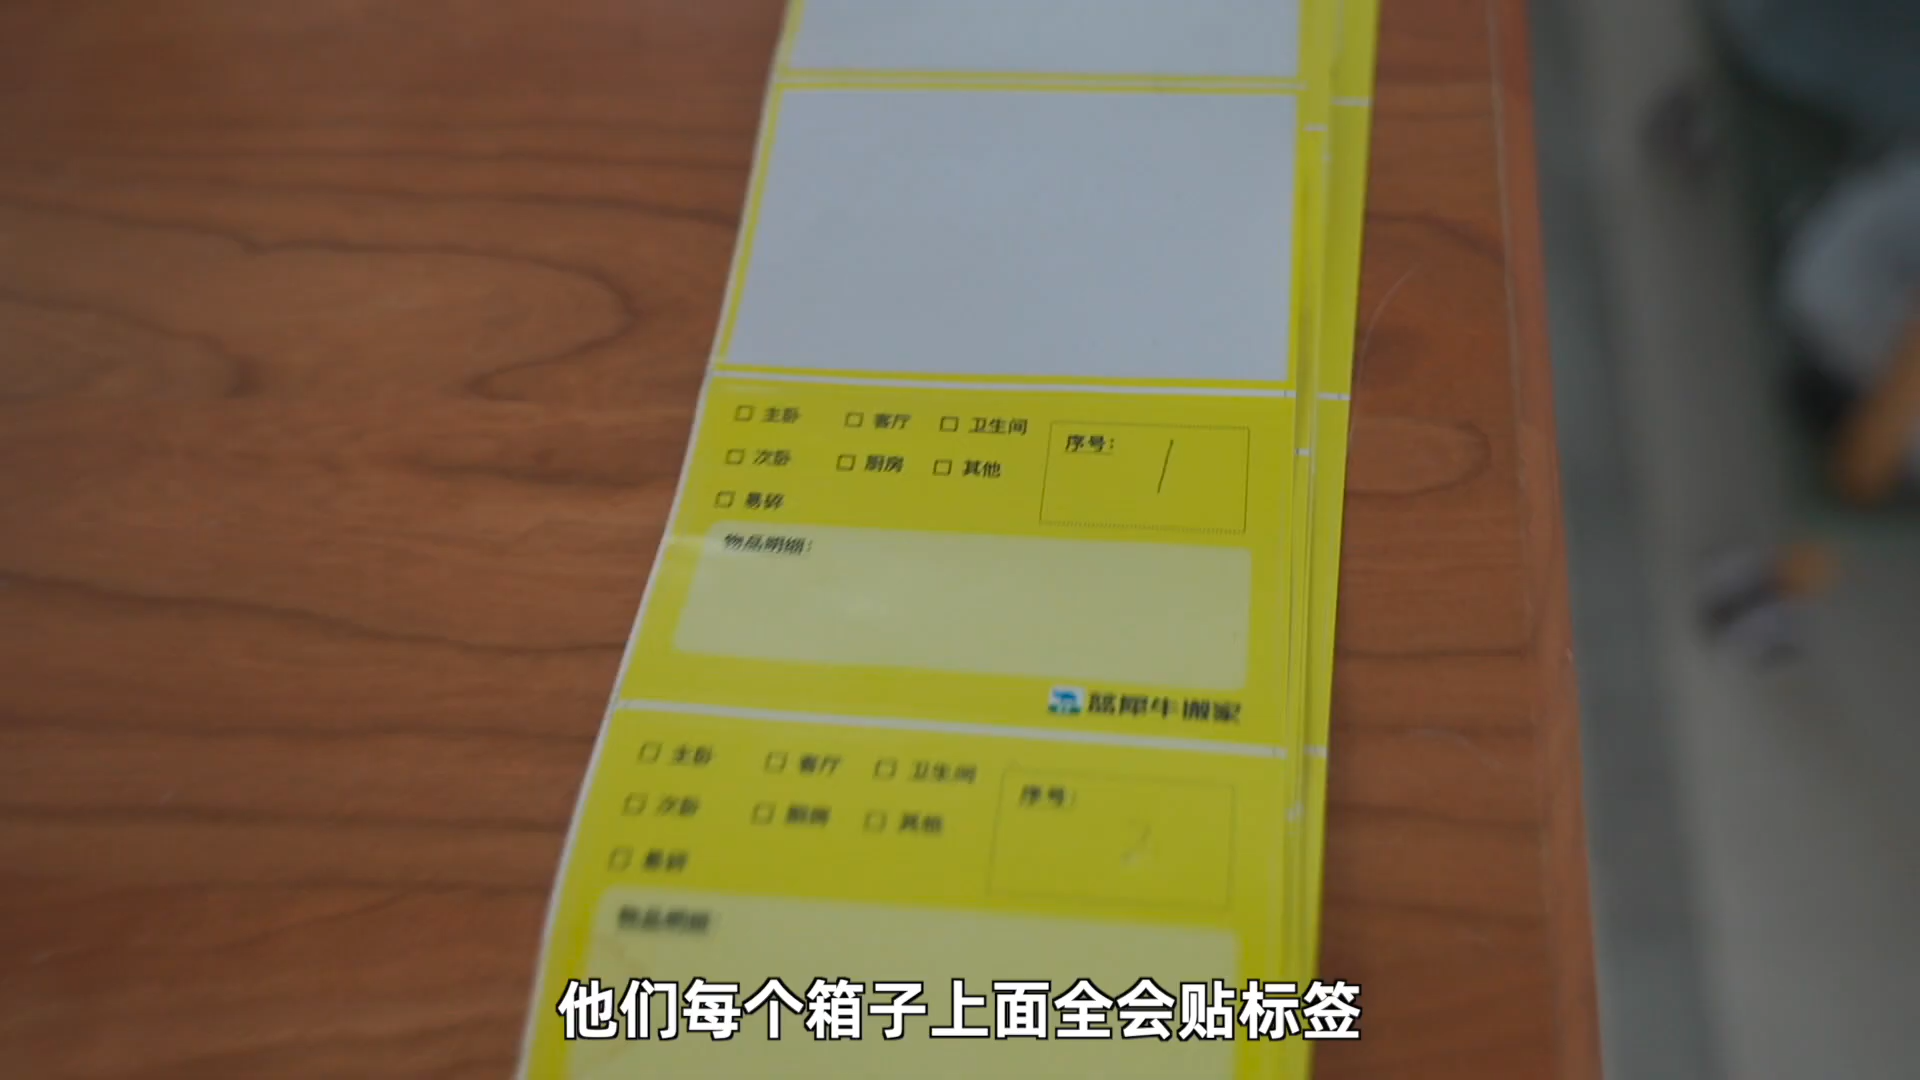 □ 主卧 □ 客厅 □ 卫生间
序号: 1
□ 次卧 □ 厨房 □ 其他
□ 易碎
物品明细:
蓝犀牛搬家
□ 主卧 □ 客厅 □ 卫生间
序号: 2
□ 次卧 □ 厨房 □ 其他
□ 易碎
物品明细:
他们每个箱子上面全会贴标签